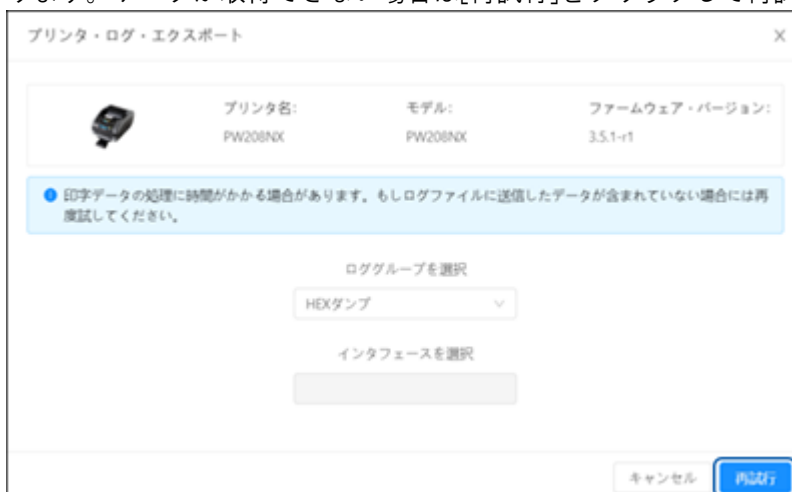 プリンタ・ログ・エクスポート
プリンタ名:
モデル:
ファームウェア・バージョン:
PW208NX
PW208NX
3.5.1-r1
印字データの処理に時間がかかる場合があります。もしログファイルに送信したデータが含まれていない場合には再
度試してください。
ロググループを選択
HEXダンプ
インタフェースを選択
キャンセル
再試行